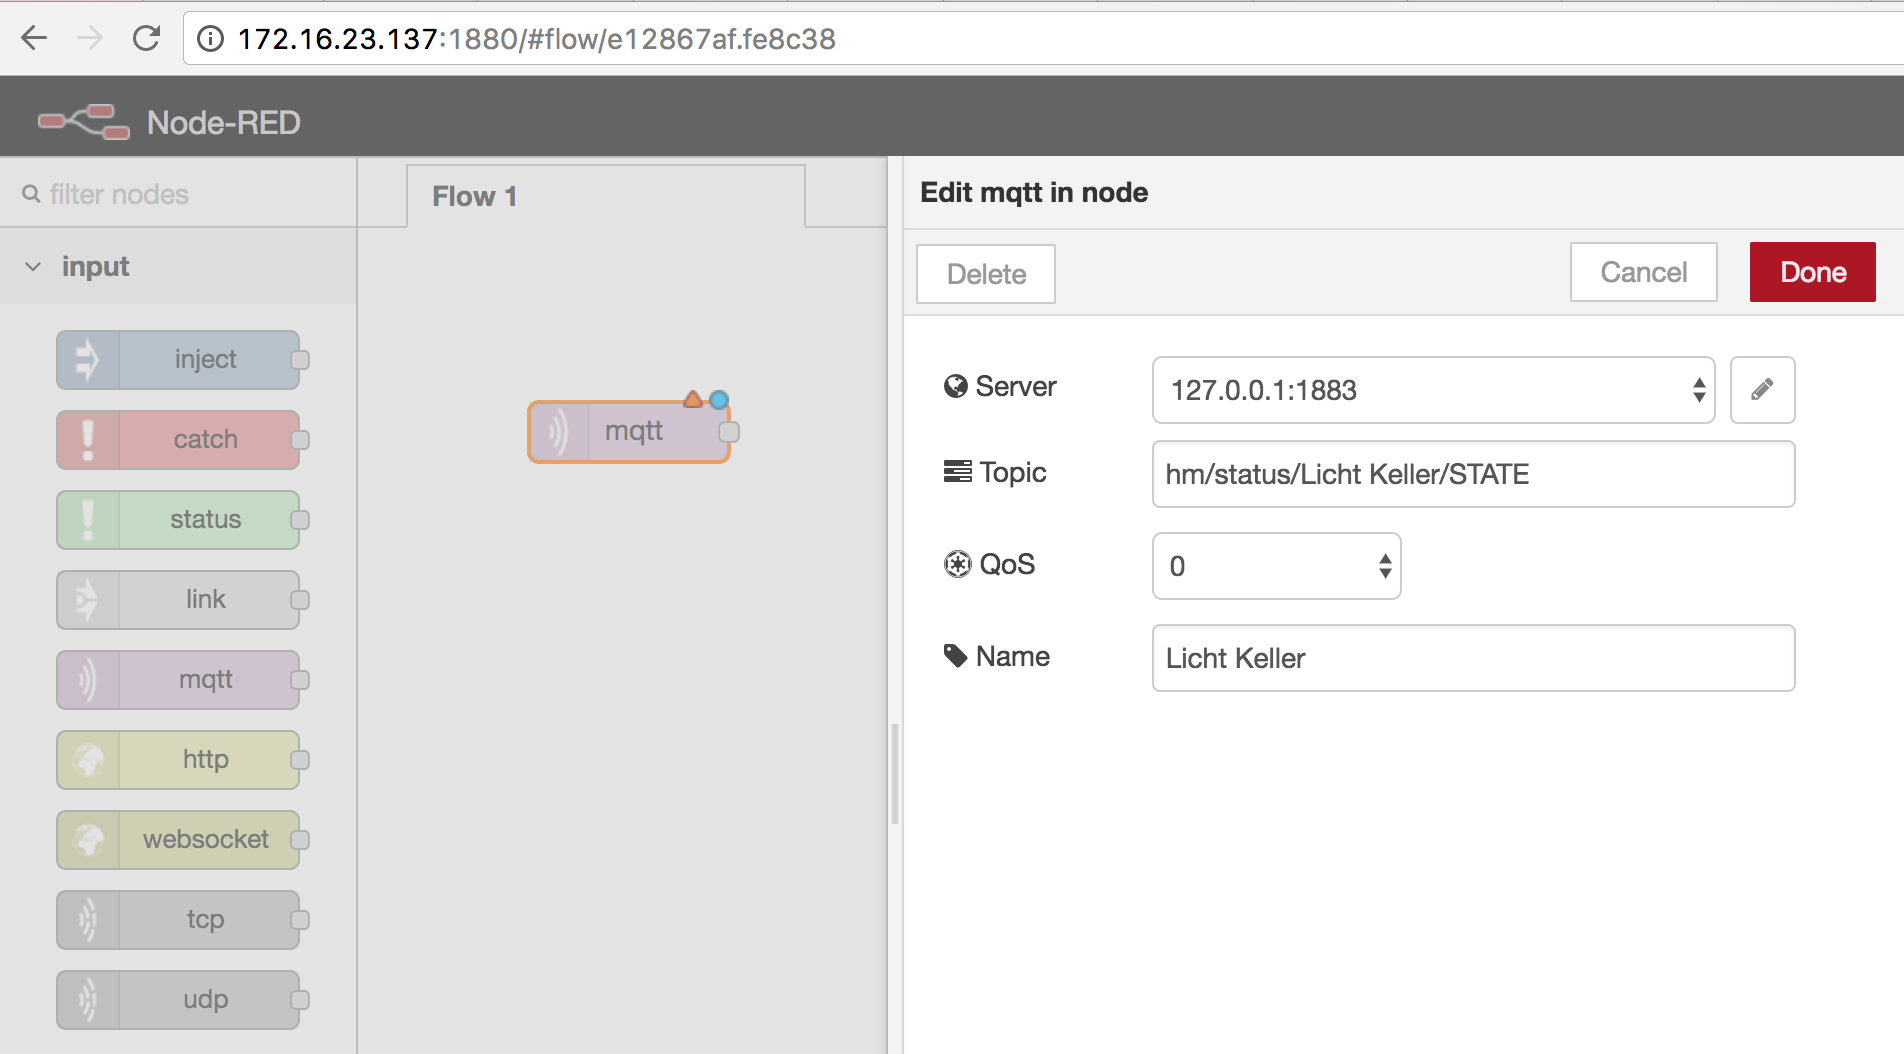 172.16.23.137:1880/#flow/e12867af.fe8c38
Node-RED
filter nodes
Flow 1
input
inject
catch
status
link
mqtt
http
websocket
tcp
udp
mqtt
Edit mqtt in node
Delete
Cancel
Done
Server
127.0.0.1:1883
Topic
hm/status/Licht Keller/STATE
QoS
0
Name
Licht Keller